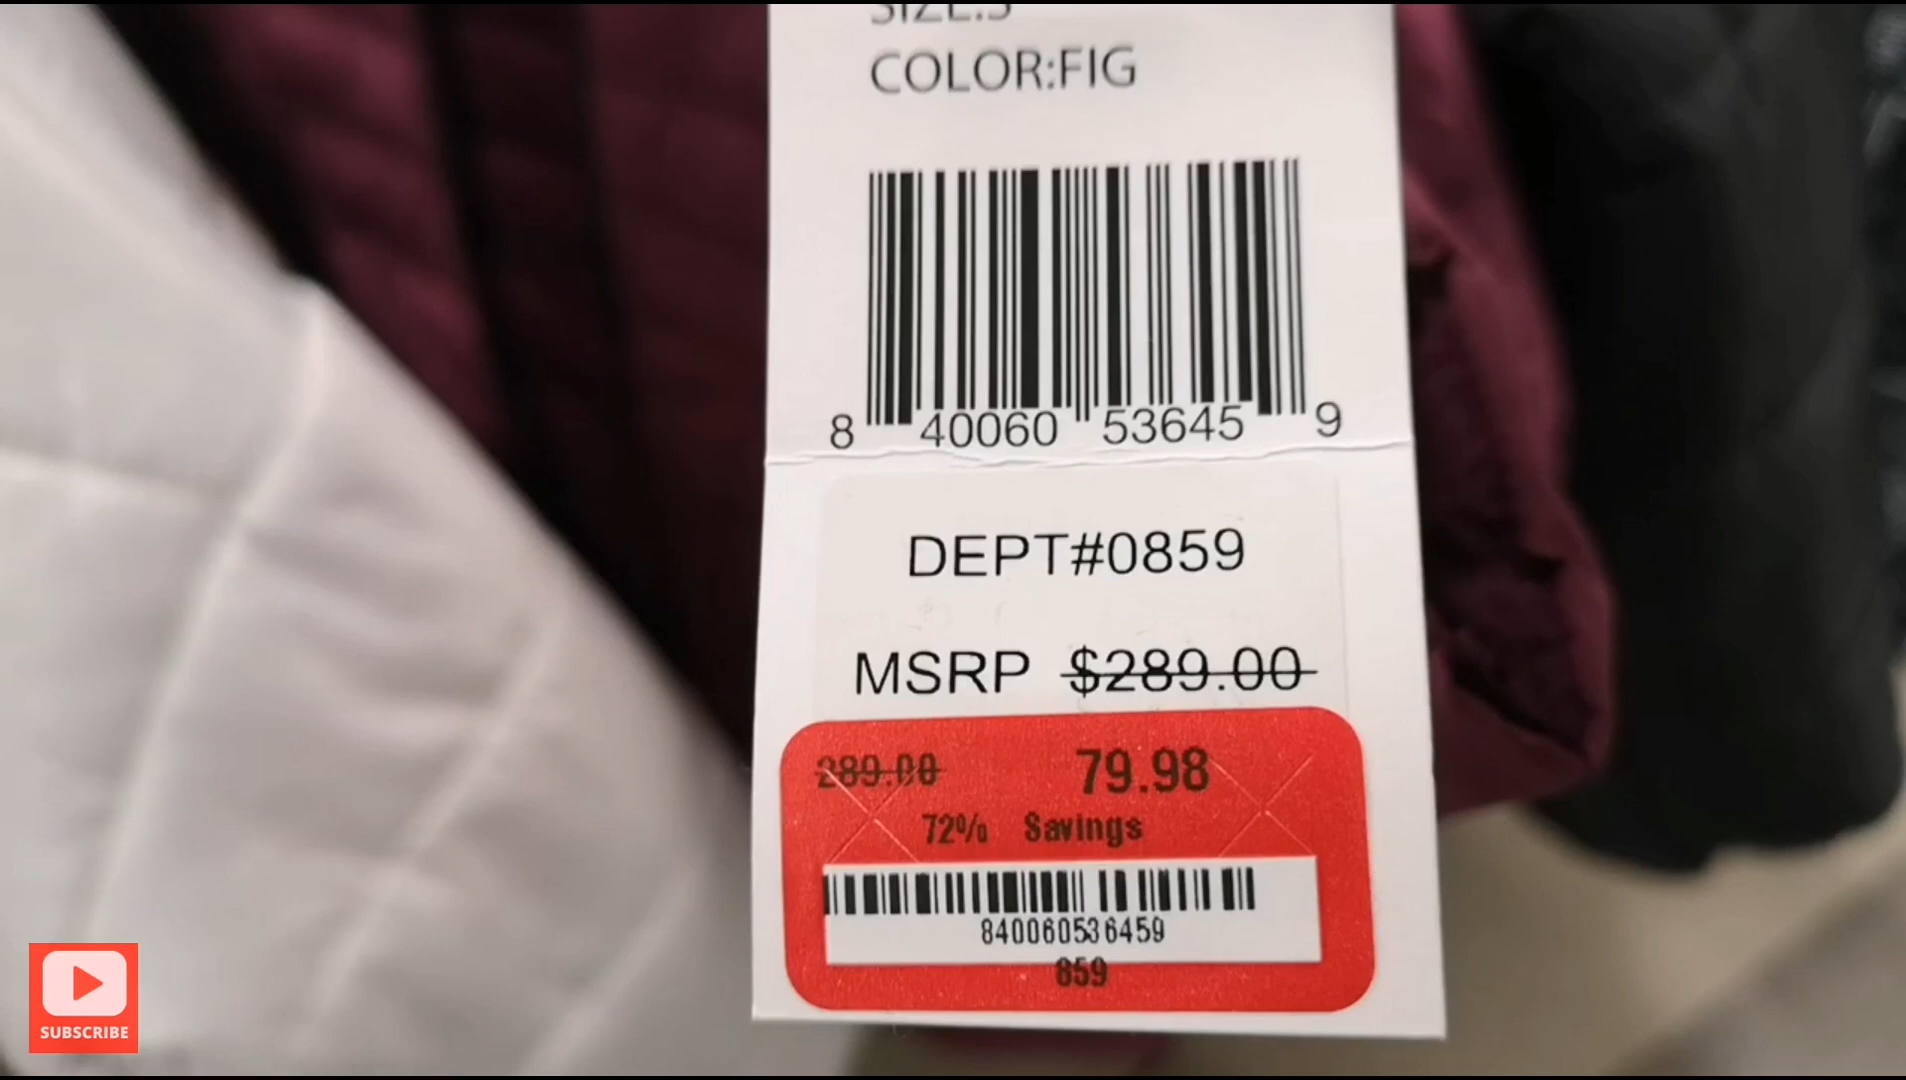 SIZE:S
COLOR:FIG
8 40060 53645 9
DEPT#0859
MSRP $289.00
289.00 79.98
72% Savings
840060536459
859
SUBSCRIBE